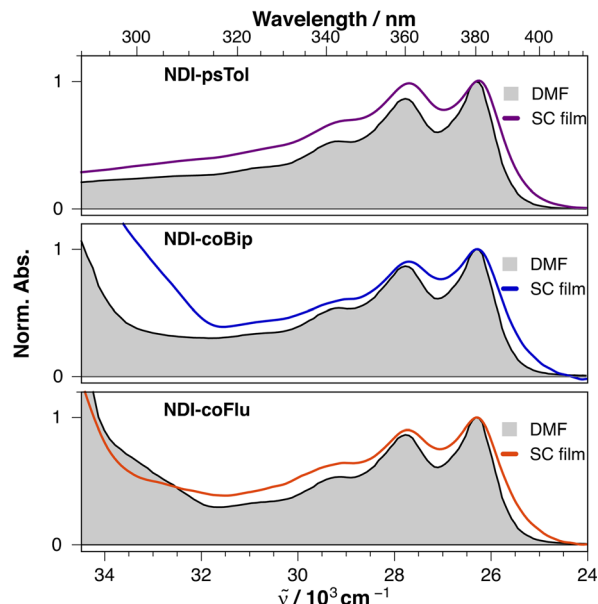 Wavelength / nm
300 320 340 360 380 400
NDI-psTol
1
DMF
SC film
0
NDI-coBip
1
DMF
SC film
0
Norm. Abs.
NDI-coFlu
1
DMF
SC film
0
34 32 30 28 26 24
ν̃ / 10³ cm⁻¹